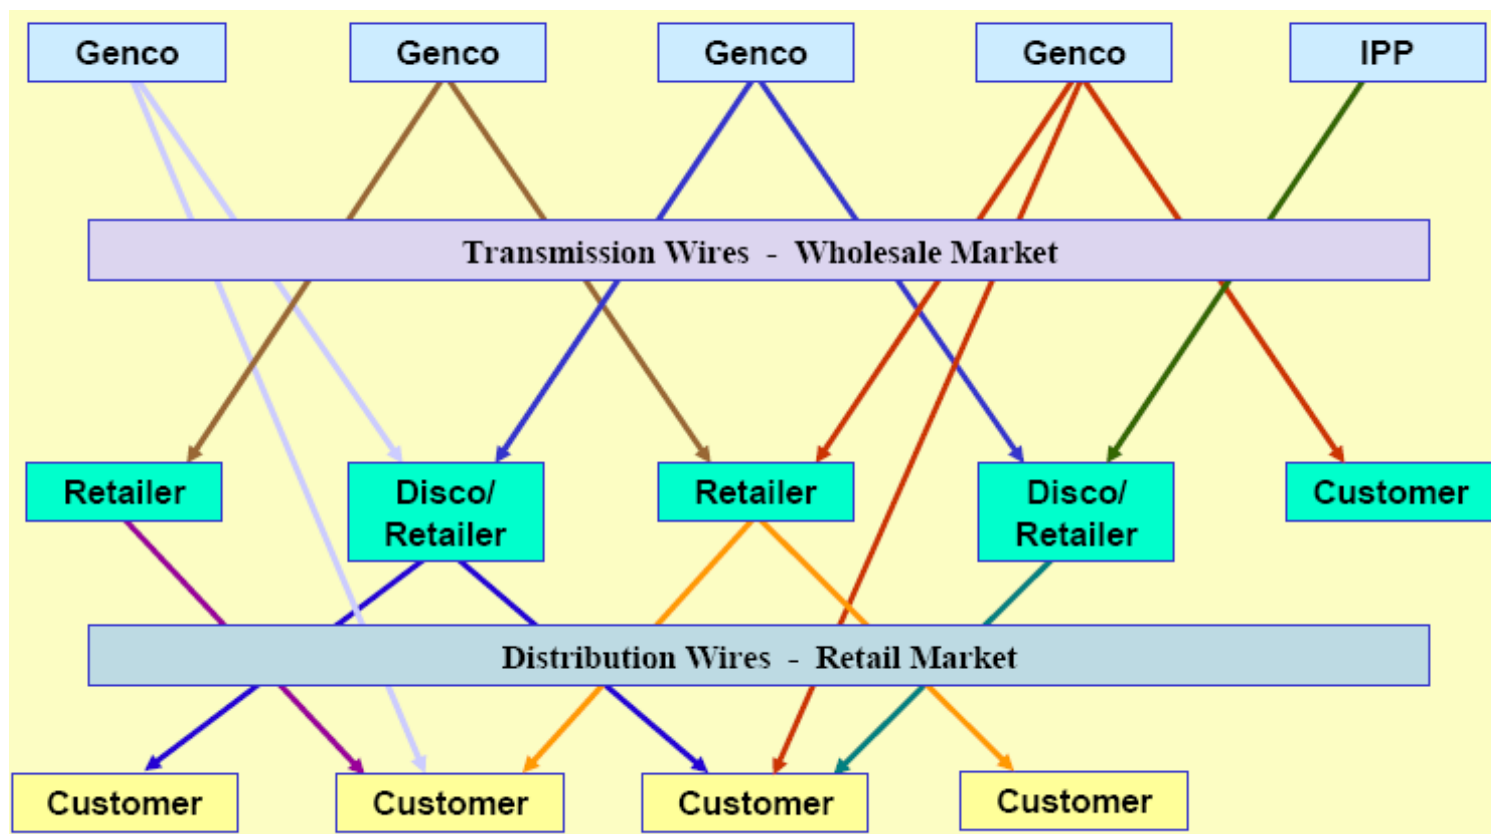 Genco
Genco
Genco
Genco
IPP
Transmission Wires - Wholesale Market
Retailer
Disco/
Retailer
Retailer
Disco/
Retailer
Customer
Distribution Wires - Retail Market
Customer
Customer
Customer
Customer